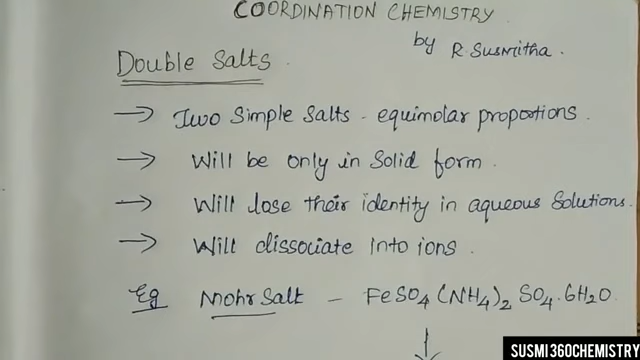 COORDINATION CHEMISTRY
by R. Susmitha.
Double Salts.
→ Two Simple Salts - equimolar proportions.
→ Will be only in Solid form.
→ Will lose their identity in aqueous Solutions.
→ Will dissociate into ions.
Eg Mohr Salt - FeSO4 (NH4)2 SO4.6H2O
↓
SUSMI360CHEMISTRY